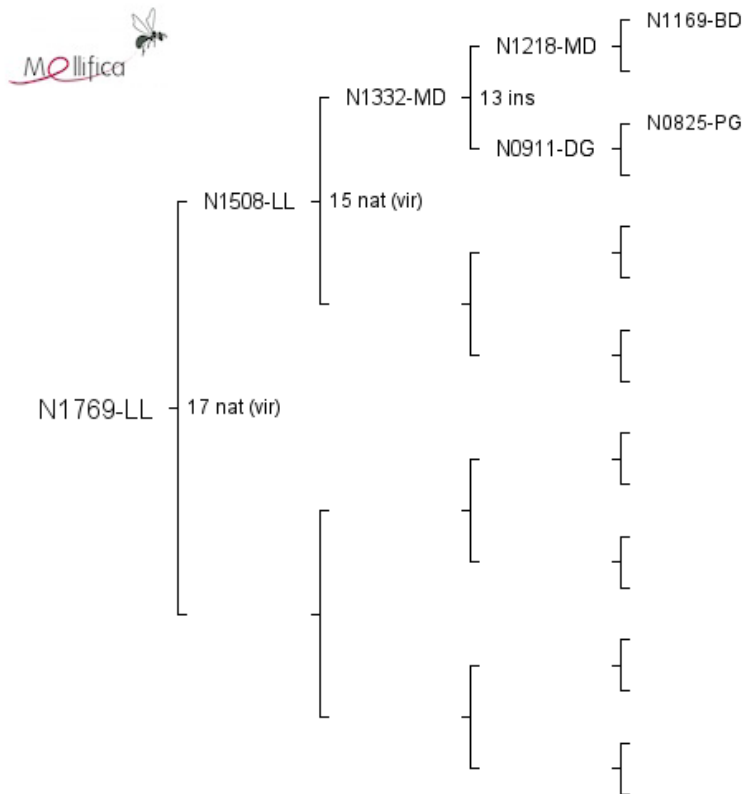 Mellifica
N1169-BD
N1218-MD
N1332-MD
13 ins
N0825-PG
N0911-DG
N1508-LL
15 nat (vir)
N1769-LL
17 nat (vir)